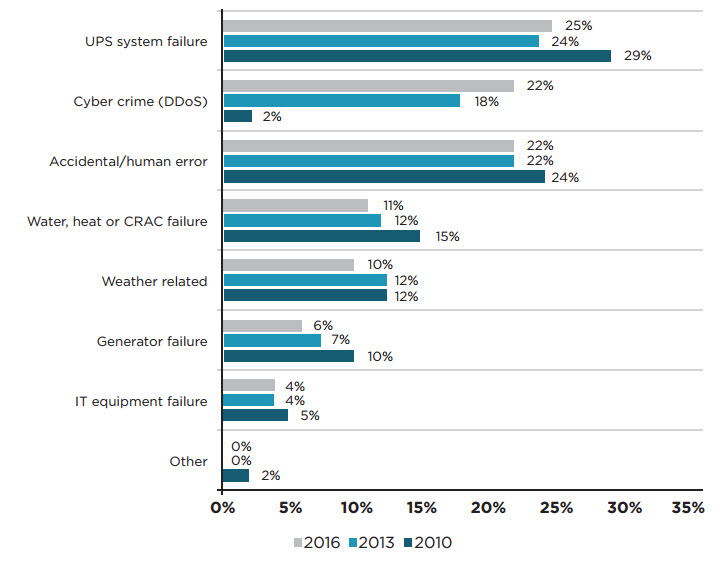 25%
UPS system failure 24%
29%
22%
Cyber crime (DDoS) 18%
2%
22%
Accidental/human error 22%
24%
11%
Water, heat or CRAC failure 12%
15%
10%
Weather related 12%
12%
6%
Generator failure 7%
10%
4%
IT equipment failure 4%
5%
0%
Other 0%
2%
0% 5% 10% 15% 20% 25% 30% 35%
2016 2013 2010